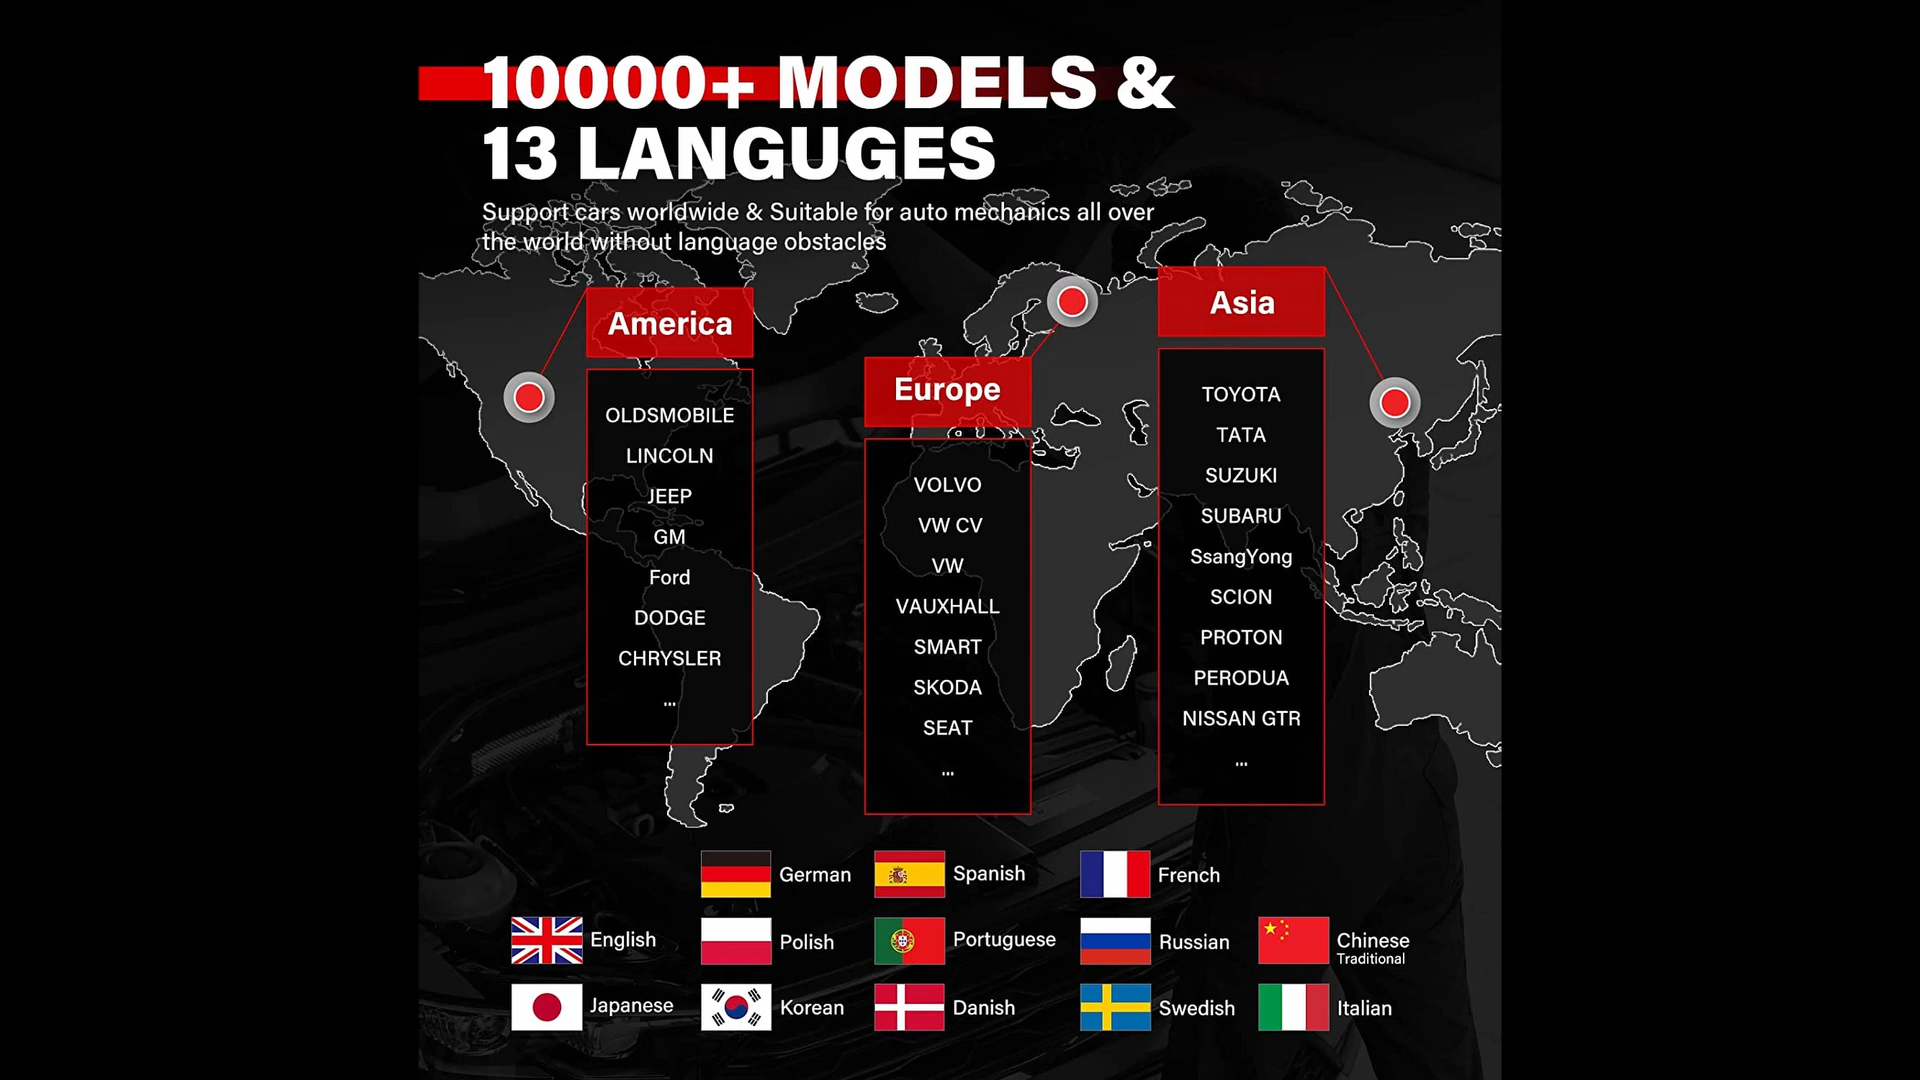 10000+ MODELS &
13 LANGUGES
Support cars worldwide & Suitable for auto mechanics all over
the world without language obstacles
America
OLDSMOBILE
LINCOLN
JEEP
GM
Ford
DODGE
CHRYSLER
...
Europe
VOLVO
VW CV
VW
VAUXHALL
SMART
SKODA
SEAT
...
Asia
TOYOTA
TATA
SUZUKI
SUBARU
SsangYong
SCION
PROTON
PERODUA
NISSAN GTR
...
German
Spanish
French
English
Polish
Portuguese
Russian
Chinese
Traditional
Japanese
Korean
Danish
Swedish
Italian